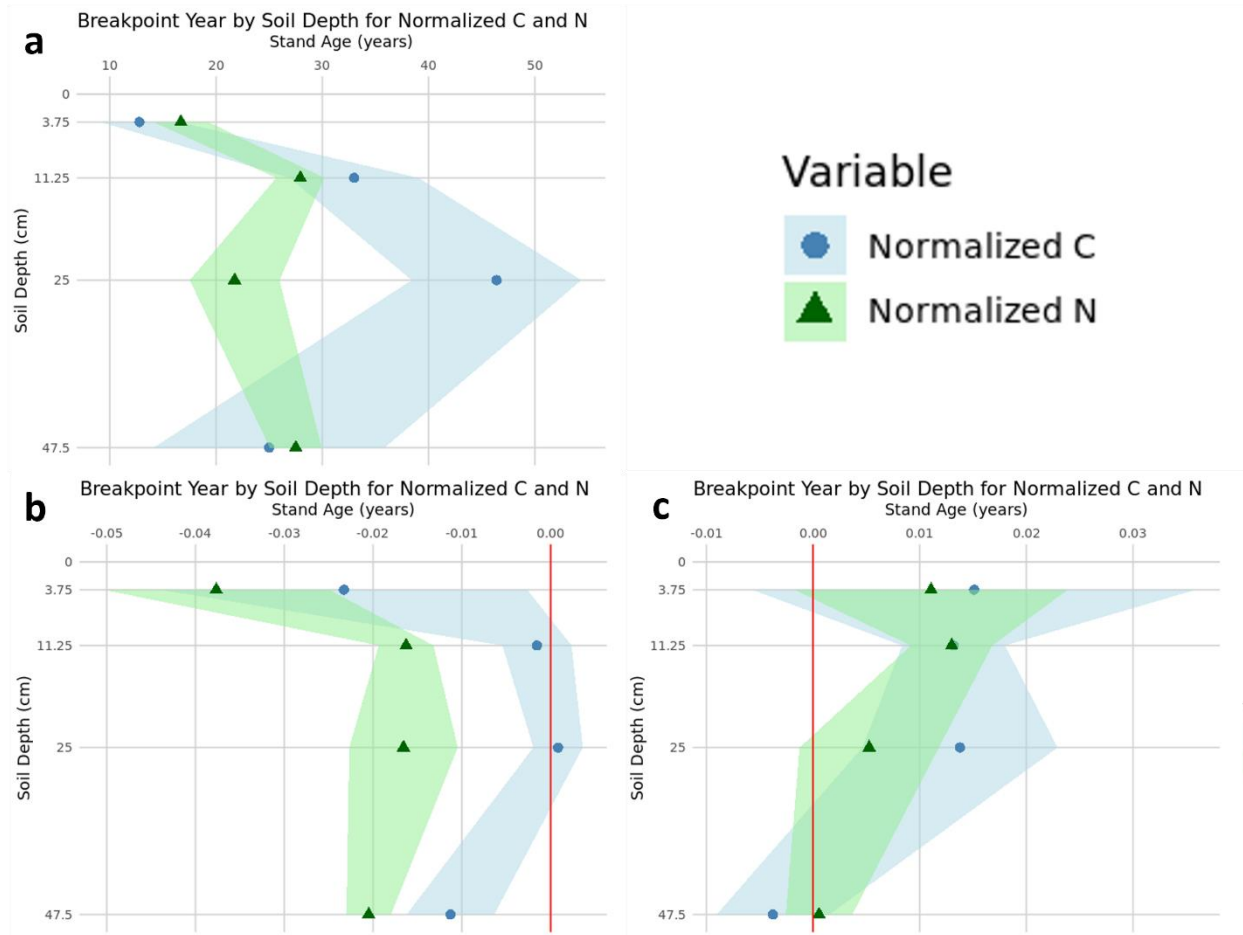 Breakpoint Year by Soil Depth for Normalized C and N
a
Stand Age (years)
10 20 30 40 50
0
3.75
11.25
25
47.5
Soil Depth (cm)
Variable
Normalized C
Normalized N
Breakpoint Year by Soil Depth for Normalized C and N
b
Stand Age (years)
-0.05 -0.04 -0.03 -0.02 -0.01 0.00
0
3.75
11.25
25
47.5
Soil Depth (cm)
Breakpoint Year by Soil Depth for Normalized C and N
c
Stand Age (years)
-0.01 0.00 0.01 0.02 0.03
0
3.75
11.25
25
47.5
Soil Depth (cm)